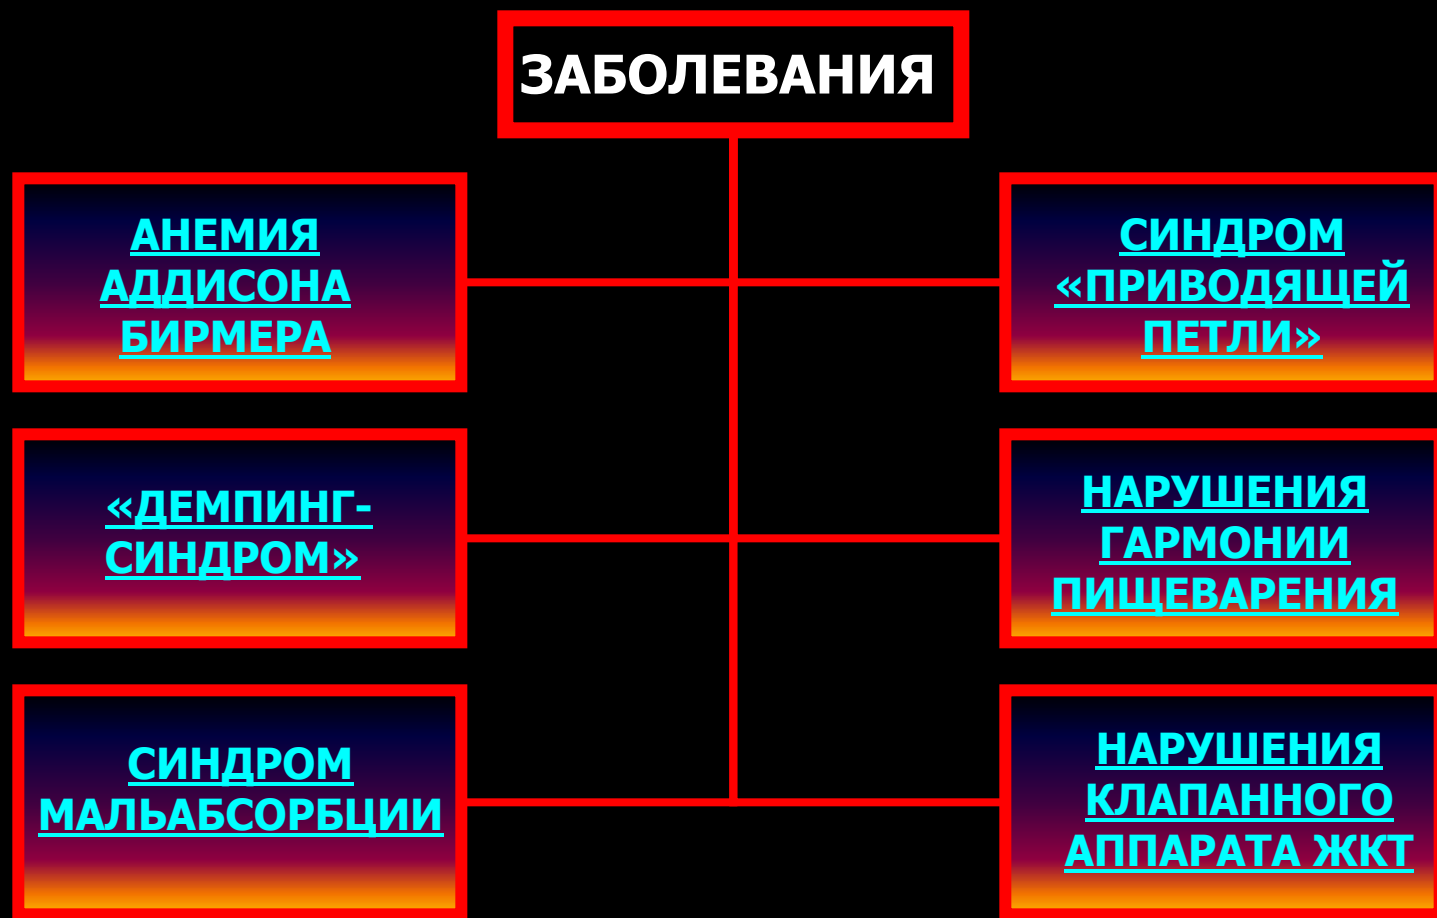 ЗАБОЛЕВАНИЯ
АНЕМИЯ
АДДИСОНА
БИРМЕРА
СИНДРОМ
«ПРИВОДЯЩЕЙ
ПЕТЛИ»
«ДЕМПИНГ-
СИНДРОМ»
НАРУШЕНИЯ
ГАРМОНИИ
ПИЩЕВАРЕНИЯ
СИНДРОМ
МАЛЬАБСОРБЦИИ
НАРУШЕНИЯ
КЛАПАННОГО
АППАРАТА ЖКТ